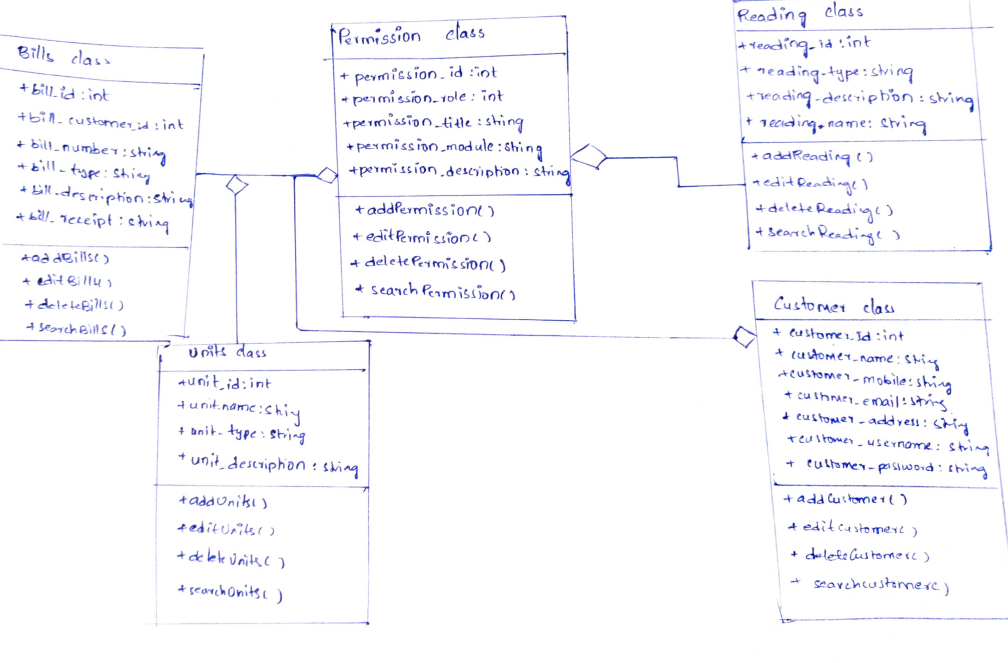 Bills class
+bill_id:int
+bill_customer_id:int
+bill_number:string
+bill_type:string
+bill_description:string
+bill_receipt:string
+addBills()
+editBills()
+deleteBills()
+searchBills()
Permission class
+permission_id:int
+permission_role:int
+permission_title:string
+permission_module:string
+permission_description:string
+addPermission()
+editPermission()
+deletePermission()
+searchPermission()
Reading class
+reading_id:int
+reading-type:string
+reading-description:string
+reading_name:string
+addReading()
+editReading()
+deleteReading()
+searchReading()
Units class
+unit_id:int
+unit_name:string
+unit_type:string
+unit_description:string
+addUnits()
+editUnits()
+deleteUnits()
+searchUnits()
Customer class
+customer_Id:int
+customer_name:string
+customer_mobile:string
+customer_email:string
+customer_address:string
+customer_username:string
+customer_password:string
+addCustomer()
+editCustomer()
+deleteCustomer()
+searchcustomer()